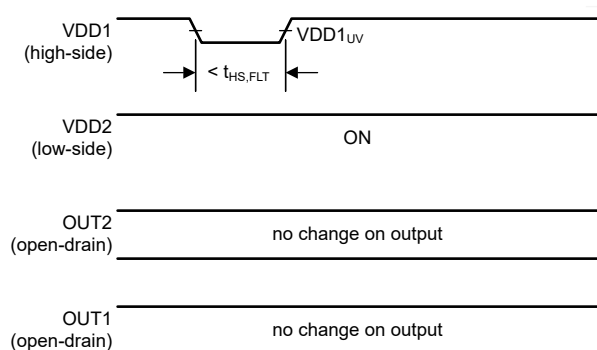 VDD1
(high-side)
VDD1UV
< tHS,FLT
VDD2
(low-side)
ON
OUT2
(open-drain)
no change on output
OUT1
(open-drain)
no change on output